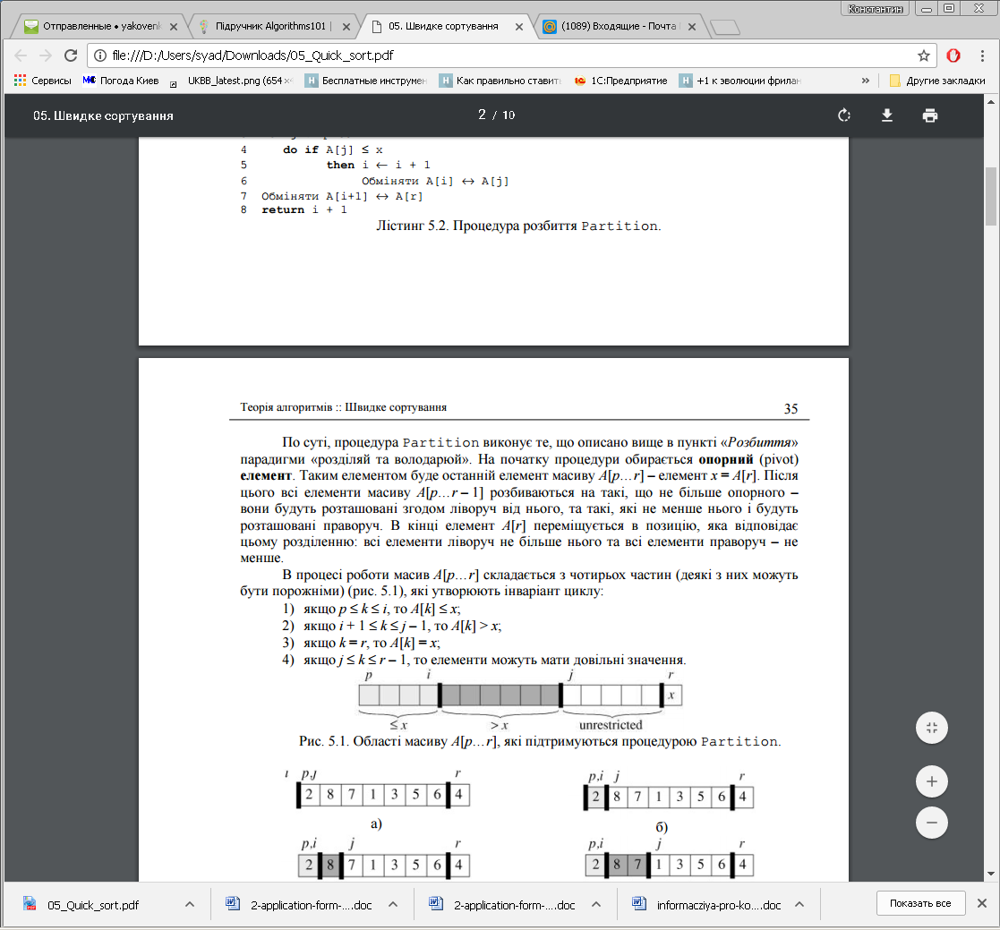 Константин
Отправленные • yakovenl
Підручник Algorithms101 |
05. Швидке сортування
(1089) Входящие - Почта
file:///D:/Users/syad/Downloads/05_Quick_sort.pdf
Сервисы
Погода Киев
UKBB_latest.png (654×
Бесплатные инструмен
Как правильно ставить
1С:Предприятие
+1 к эволюции фрилан
»
Другие закладки
05. Швидке сортування
2 / 10
4 do if A[j] ≤ x
5 then i ← i + 1
6 Обміняти A[i] ↔ A[j]
7 Обміняти A[i+1] ↔ A[r]
8 return i + 1
Лістинг 5.2. Процедура розбиття Partition.
Теорія алгоритмів :: Швидке сортування 35
По суті, процедура Partition виконує те, що описано вище в пункті «Розбиття»
парадигми «розділяй та володарюй». На початку процедури обирається опорний (pivot)
елемент. Таким елементом буде останній елемент масиву A[p…r] – елемент x = A[r]. Після
цього всі елементи масиву A[p…r – 1] розбиваються на такі, що не більше опорного –
вони будуть розташовані згодом ліворуч від нього, та такі, які не менше нього і будуть
розташовані праворуч. В кінці елемент A[r] переміщується в позицію, яка відповідає
цьому розділенню: всі елементи ліворуч не більше нього та всі елементи праворуч – не
менше.
В процесі роботи масив A[p…r] складається з чотирьох частин (деякі з них можуть
бути порожніми) (рис. 5.1), які утворюють інваріант циклу:
1) якщо p ≤ k ≤ i, то A[k] ≤ x;
2) якщо i + 1 ≤ k ≤ j – 1, то A[k] > x;
3) якщо k = r, то A[k] = x;
4) якщо j ≤ k ≤ r – 1, то елементи можуть мати довільні значення.
p i j r
x
≤ x > x unrestricted
Рис. 5.1. Області масиву A[p…r], які підтримуються процедурою Partition.
i p,j r
2 8 7 1 3 5 6 4
а)
p,i j r
2 8 7 1 3 5 6 4
б)
p,i j r
2 8 7 1 3 5 6 4
p,i j r
2 8 7 1 3 5 6 4
05_Quick_sort.pdf
2-application-form-....doc
2-application-form-....doc
informacziya-pro-ko....doc
Показать все